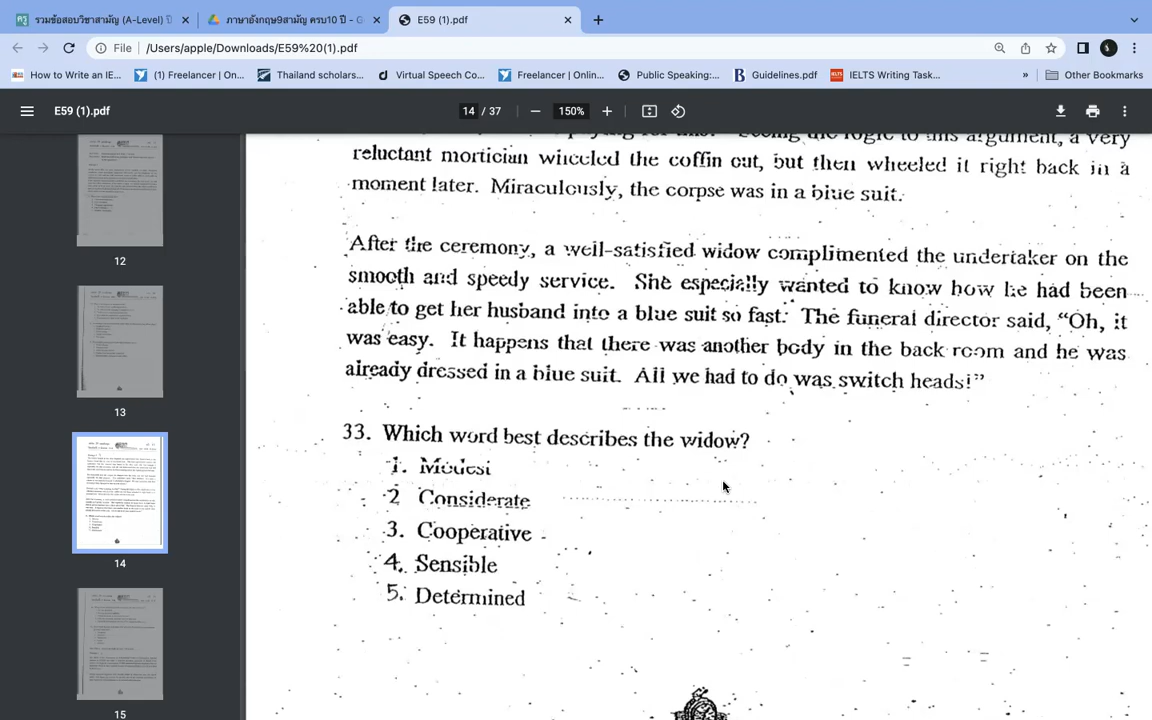 รวมข้อสอบวิชาสามัญ (A-Level) ปี
ภาษาอังกฤษ9สามัญ ครบ10 ปี - G
E59 (1).pdf
File
/Users/apple/Downloads/E59%20(1).pdf
How to Write an IE...
(1) Freelancer | On...
Thailand scholars...
Virtual Speech Co...
Freelancer | Onlin...
Public Speaking:...
Guidelines.pdf
IELTS Writing Task...
»
Other Bookmarks
E59 (1).pdf
14 / 37
150%
12
13
14
15
reluctant mortician wheeled the coffin out, but then wheeled it right back in a
moment later. Miraculously, the corpse was in a blue suit.
After the ceremony, a well-satisfied widow complimented the undertaker on the
smooth and speedy service. She especially wanted to know how he had been
able to get her husband into a blue suit so fast. The funeral director said, “Oh, it
was easy. It happens that there was another body in the back room and he was
already dressed in a blue suit. All we had to do was switch heads!”
33. Which word best describes the widow?
1. Modest
2 Considerate
3. Cooperative
4. Sensible
5. Determined